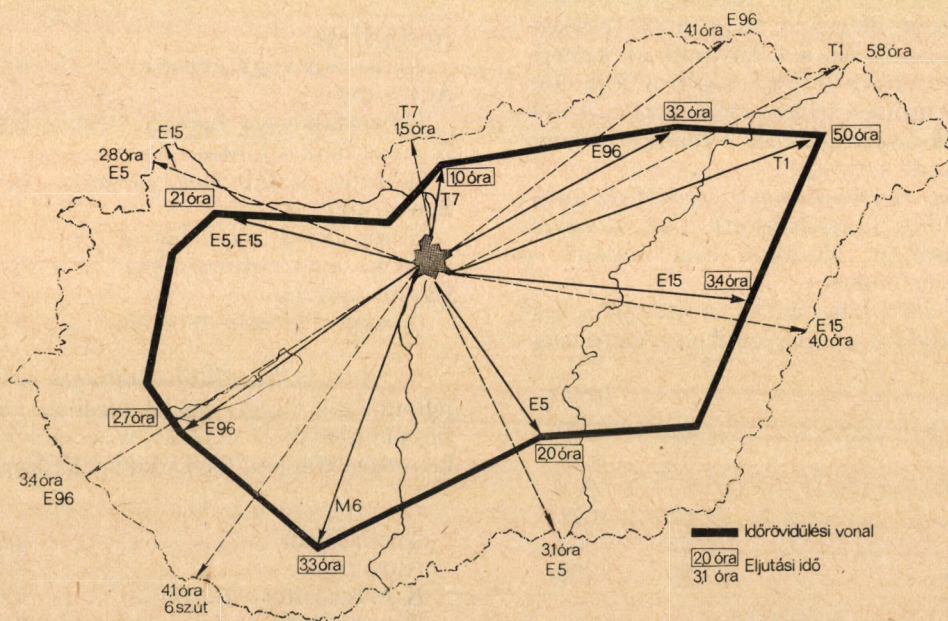 4,1 óra E96
T1 5,8 óra
T7
1,5 óra
E15
2,8 óra
E5
3,2 óra
5,0 óra
E96
T1
1,0 óra
T7
2,1 óra
E5, E15
E15
3,4 óra
E15
4,0 óra
2,7 óra
E96
E5
2,0 óra
3,4 óra
E96
M6
3,3 óra
3,1 óra
E5
4,1 óra
6.sz.út
Időrövidülési vonal
2,0 óra
3,1 óra
Eljutási idő